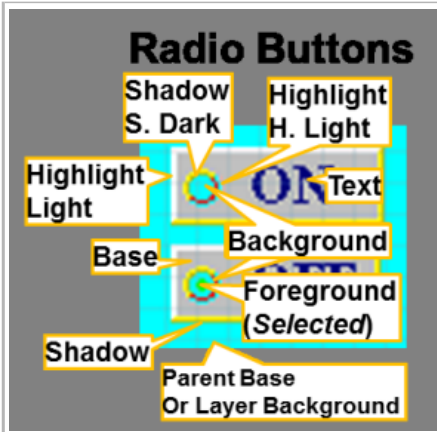 Radio Buttons
Shadow
S. Dark
Highlight
H. Light
Highlight
Light
ON
Text
Background
Base
Foreground
(Selected)
Shadow
Parent Base
Or Layer Background